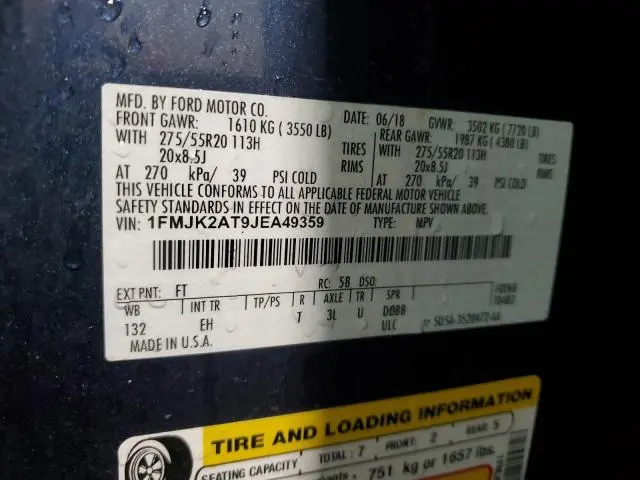 MFD. BY FORD MOTOR CO.
DATE: 06/18 GVWR: 3502 KG ( 7720 LB)
FRONT GAWR: 1610 KG ( 3550 LB) REAR GAWR: 1987 KG ( 4380 LB)
WITH 275/55R20 113H TIRES WITH 275/55R20 113H TIRES
20x8.5J RIMS 20x8.5J RIMS
AT 270 kPa/ 39 PSI COLD AT 270 kPa/ 39 PSI COLD
THIS VEHICLE CONFORMS TO ALL APPLICABLE FEDERAL MOTOR VEHICLE
SAFETY STANDARDS IN EFFECT ON THE DATE OF MANUFACTURE SHOWN ABOVE.
VIN: 1FMJK2AT9JEA49359 TYPE: MPV
EXT PNT: FT RC: 58 DSO:
WB INT TR TP/PS R AXLE TR SPR
132 EH T 3L U D0BB
ULC
MADE IN U.S.A.
TIRE AND LOADING INFORMATION
SEATING CAPACITY TOTAL: 7 FRONT: 2 REAR: 5
751 kg or 1657 lbs.